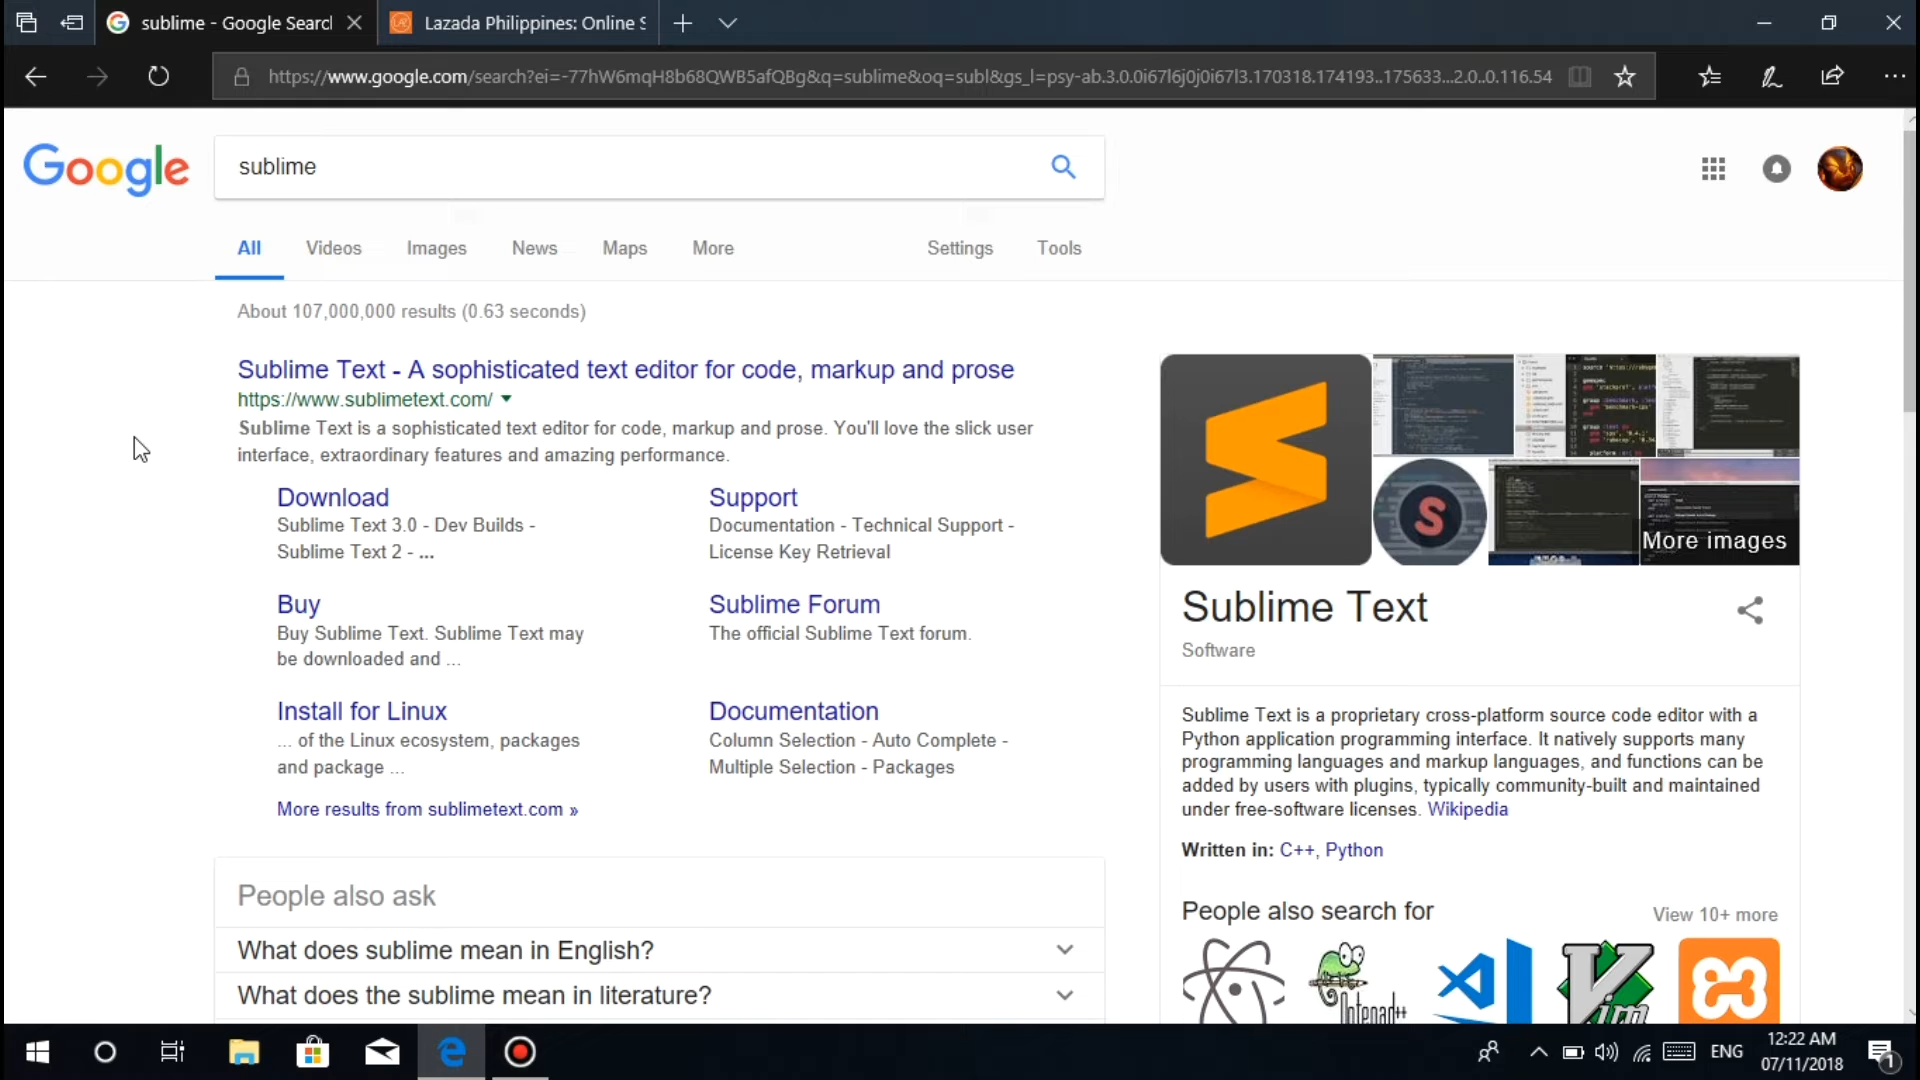 sublime - Google Search
Lazada Philippines: Online S
https://www.google.com/search?ei=-77hW6mqH8b68QWB5afQBg&q=sublime&oq=subl&gs_l=psy-ab.3.0.0i67l6j0j0i67l3.170318.174193..175633...2.0..0.116.54
Google
sublime
All Videos Images News Maps More Settings Tools
About 107,000,000 results (0.63 seconds)
Sublime Text - A sophisticated text editor for code, markup and prose
https://www.sublimetext.com/
Sublime Text is a sophisticated text editor for code, markup and prose. You'll love the slick user
interface, extraordinary features and amazing performance.
Download
Sublime Text 3.0 - Dev Builds -
Sublime Text 2 - ...
Support
Documentation - Technical Support -
License Key Retrieval
Buy
Buy Sublime Text. Sublime Text may
be downloaded and ...
Sublime Forum
The official Sublime Text forum.
Install for Linux
... of the Linux ecosystem, packages
and package ...
Documentation
Column Selection - Auto Complete -
Multiple Selection - Packages
More results from sublimetext.com »
People also ask
What does sublime mean in English?
What does the sublime mean in literature?
S
More images
Sublime Text
Software
Sublime Text is a proprietary cross-platform source code editor with a
Python application programming interface. It natively supports many
programming languages and markup languages, and functions can be
added by users with plugins, typically community-built and maintained
under free-software licenses. Wikipedia
Written in: C++, Python
People also search for
View 10+ more
Notepad++
Vim
ENG
12:22 AM
07/11/2018
1